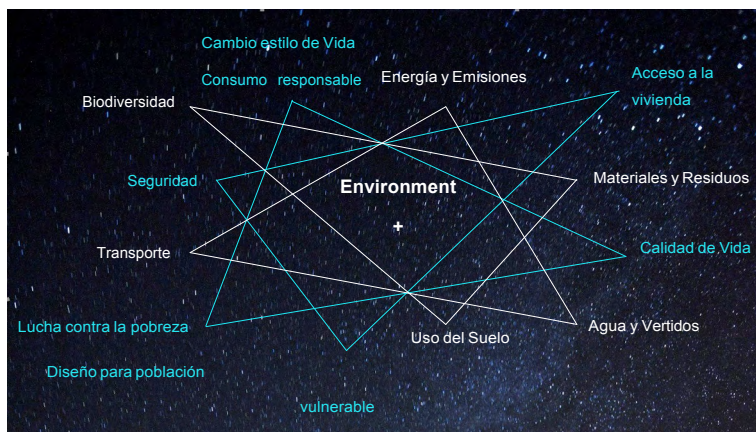 Cambio estilo de Vida
Consumo responsable
Energía y Emisiones
Acceso a la
vivienda
Biodiversidad
Seguridad
Environment
+
Materiales y Residuos
Transporte
Calidad de Vida
Lucha contra la pobreza
Uso del Suelo
Agua y Vertidos
Diseño para población
vulnerable